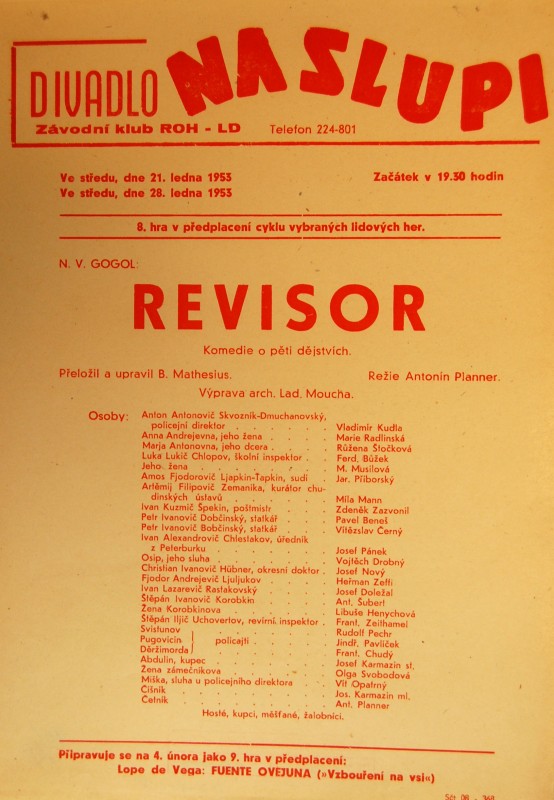 DIVADLO NA SLUPI
Závodní klub ROH - LD Telefon 224-801
Ve středu, dne 21. ledna 1953 Začátek v 19.30 hodin
Ve středu, dne 28. ledna 1953
8. hra v předplacení cyklu vybraných lidových her.
N. V. GOGOL:
REVISOR
Komedie o pěti dějstvích.
Přeložil a upravil B. Mathesius. Režie Antonín Planner.
Výprava arch. Lad. Moucha.
Osoby: Anton Antonovič Skvozník-Dmuchanovský,
policejní direktor . . . . . Vladimír Kudla
Anna Andrejevna, jeho žena . . . . Marie Radlinská
Marja Antonovna, jeho dcera . . . . Růžena Štočková
Luka Lukič Chlopov, školní inspektor . . Ferd. Bůžek
Jeho žena . . . . . M. Musilová
Amos Fjodorovič Ljapkin-Ťapkin, sudí . Jar. Příborský
Artěmij Filipovič Zemanika, kurátor chu-
dinských ústavů . . . . . Míla Mann
Ivan Kuzmič Špekin, poštmistr . . . Zdeněk Zazvonil
Petr Ivanovič Dobčinský, statkář . . . Pavel Beneš
Petr Ivanovič Bobčinský, statkář . . . Vítězslav Černý
Ivan Alexandrovič Chlestakov, úředník
z Peterburku . . . . . Josef Pánek
Osip, jeho sluha . . . . . Vojtěch Drobný
Christian Ivanovič Hübner, okresní doktor . Josef Nový
Fjodor Andrejevič Ljuljukov . . . . Heřman Zeffi
Ivan Lazarevič Rastakovský . . . . Josef Doležal
Štěpán Ivanovič Korobkin . . . . Ant. Šubert
Žena Korobkinova . . . . . Libuše Henychová
Štěpán Iljič Uchovertov, revírní inspektor . Frant. Zeithamel
Svistunov . . . . . Rudolf Pechr
Pugovicin policajti . . . . Jindř. Pavlíček
Děržimorda . . . . . Frant. Chudý
Abdulin, kupec . . . . . Josef Karmazín st.
Žena zámečníkova . . . . . Olga Svobodová
Miška, sluha u policejního direktora . . Vít Opatrný
Číšník . . . . . Jos. Karmazín ml.
Četník . . . . . Ant. Planner
Hosté, kupci, měšťané, žalobníci.
Připravuje se na 4. února jako 9. hra v předplacení:
Lope de Vega: FUENTE OVEJUNA (»Vzbouření na vsi«)